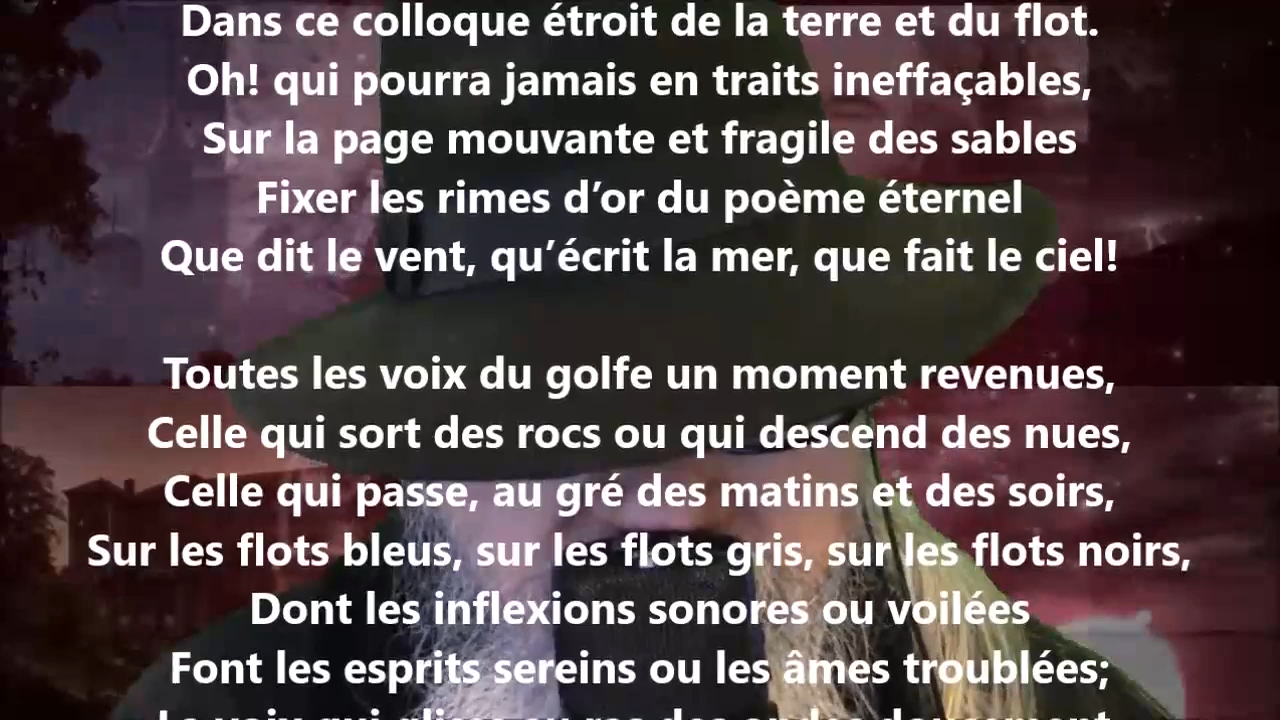 Dans ce colloque étroit de la terre et du flot.
Oh! qui pourra jamais en traits ineffaçables,
Sur la page mouvante et fragile des sables
Fixer les rimes d’or du poème éternel
Que dit le vent, qu’écrit la mer, que fait le ciel!
Toutes les voix du golfe un moment revenues,
Celle qui sort des rocs ou qui descend des nues,
Celle qui passe, au gré des matins et des soirs,
Sur les flots bleus, sur les flots gris, sur les flots noirs,
Dont les inflexions sonores ou voilées
Font les esprits sereins ou les âmes troublées;